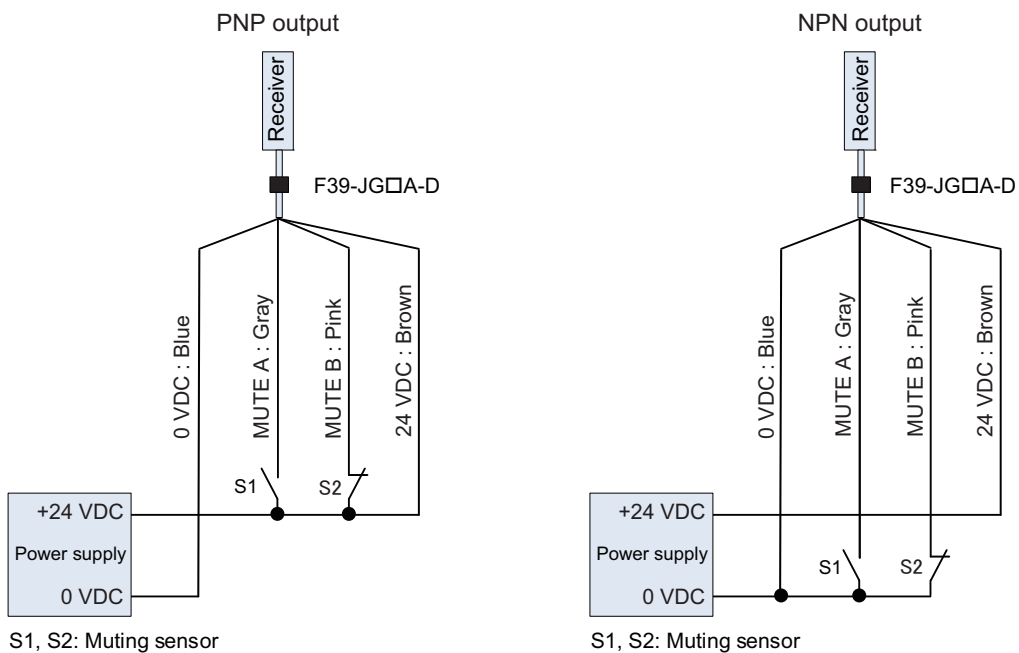 PNP output
Receiver
F39-JG□A-D
0 VDC : Blue
MUTE A : Gray
MUTE B : Pink
24 VDC : Brown
S1
S2
+24 VDC
Power supply
0 VDC
S1, S2: Muting sensor
NPN output
Receiver
F39-JG□A-D
0 VDC : Blue
MUTE A : Gray
MUTE B : Pink
24 VDC : Brown
+24 VDC
Power supply
S1
S2
0 VDC
S1, S2: Muting sensor